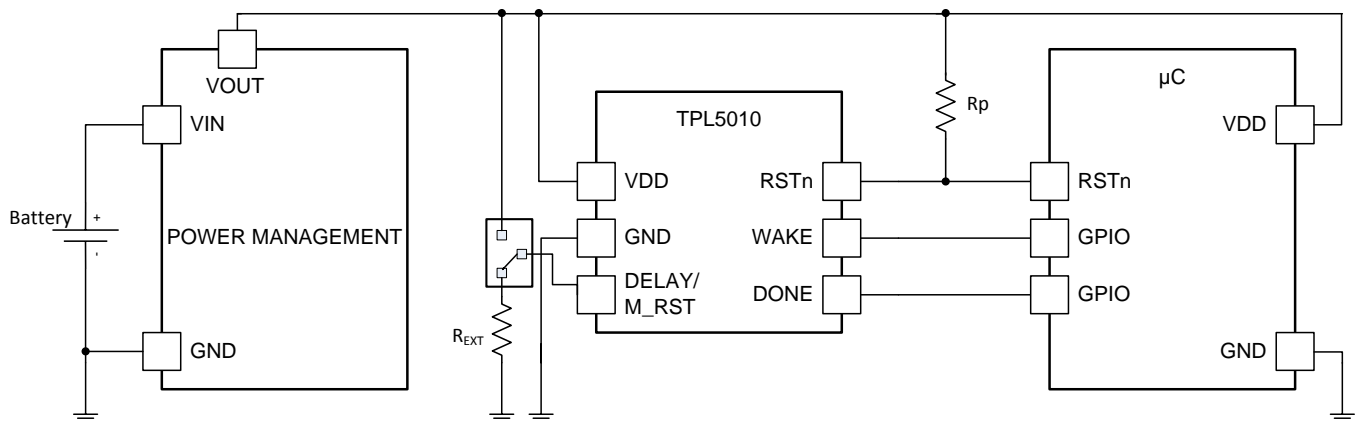 VOUT
VIN
Battery
+
-
POWER MANAGEMENT
GND
TPL5010
VDD
GND
DELAY/
M_RST
REXT
RSTn
WAKE
DONE
Rp
µC
VDD
RSTn
GPIO
GPIO
GND